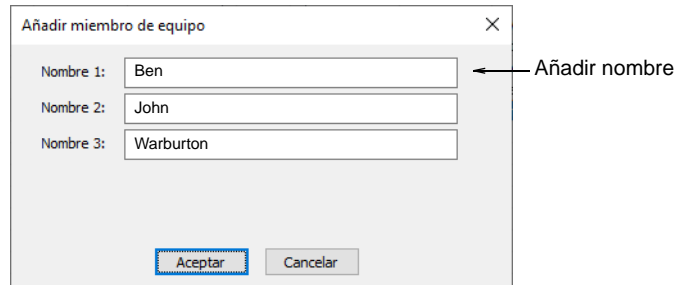 Añadir miembro de equipo
Nombre 1: Ben
Añadir nombre
Nombre 2: John
Nombre 3: Warburton
Aceptar Cancelar